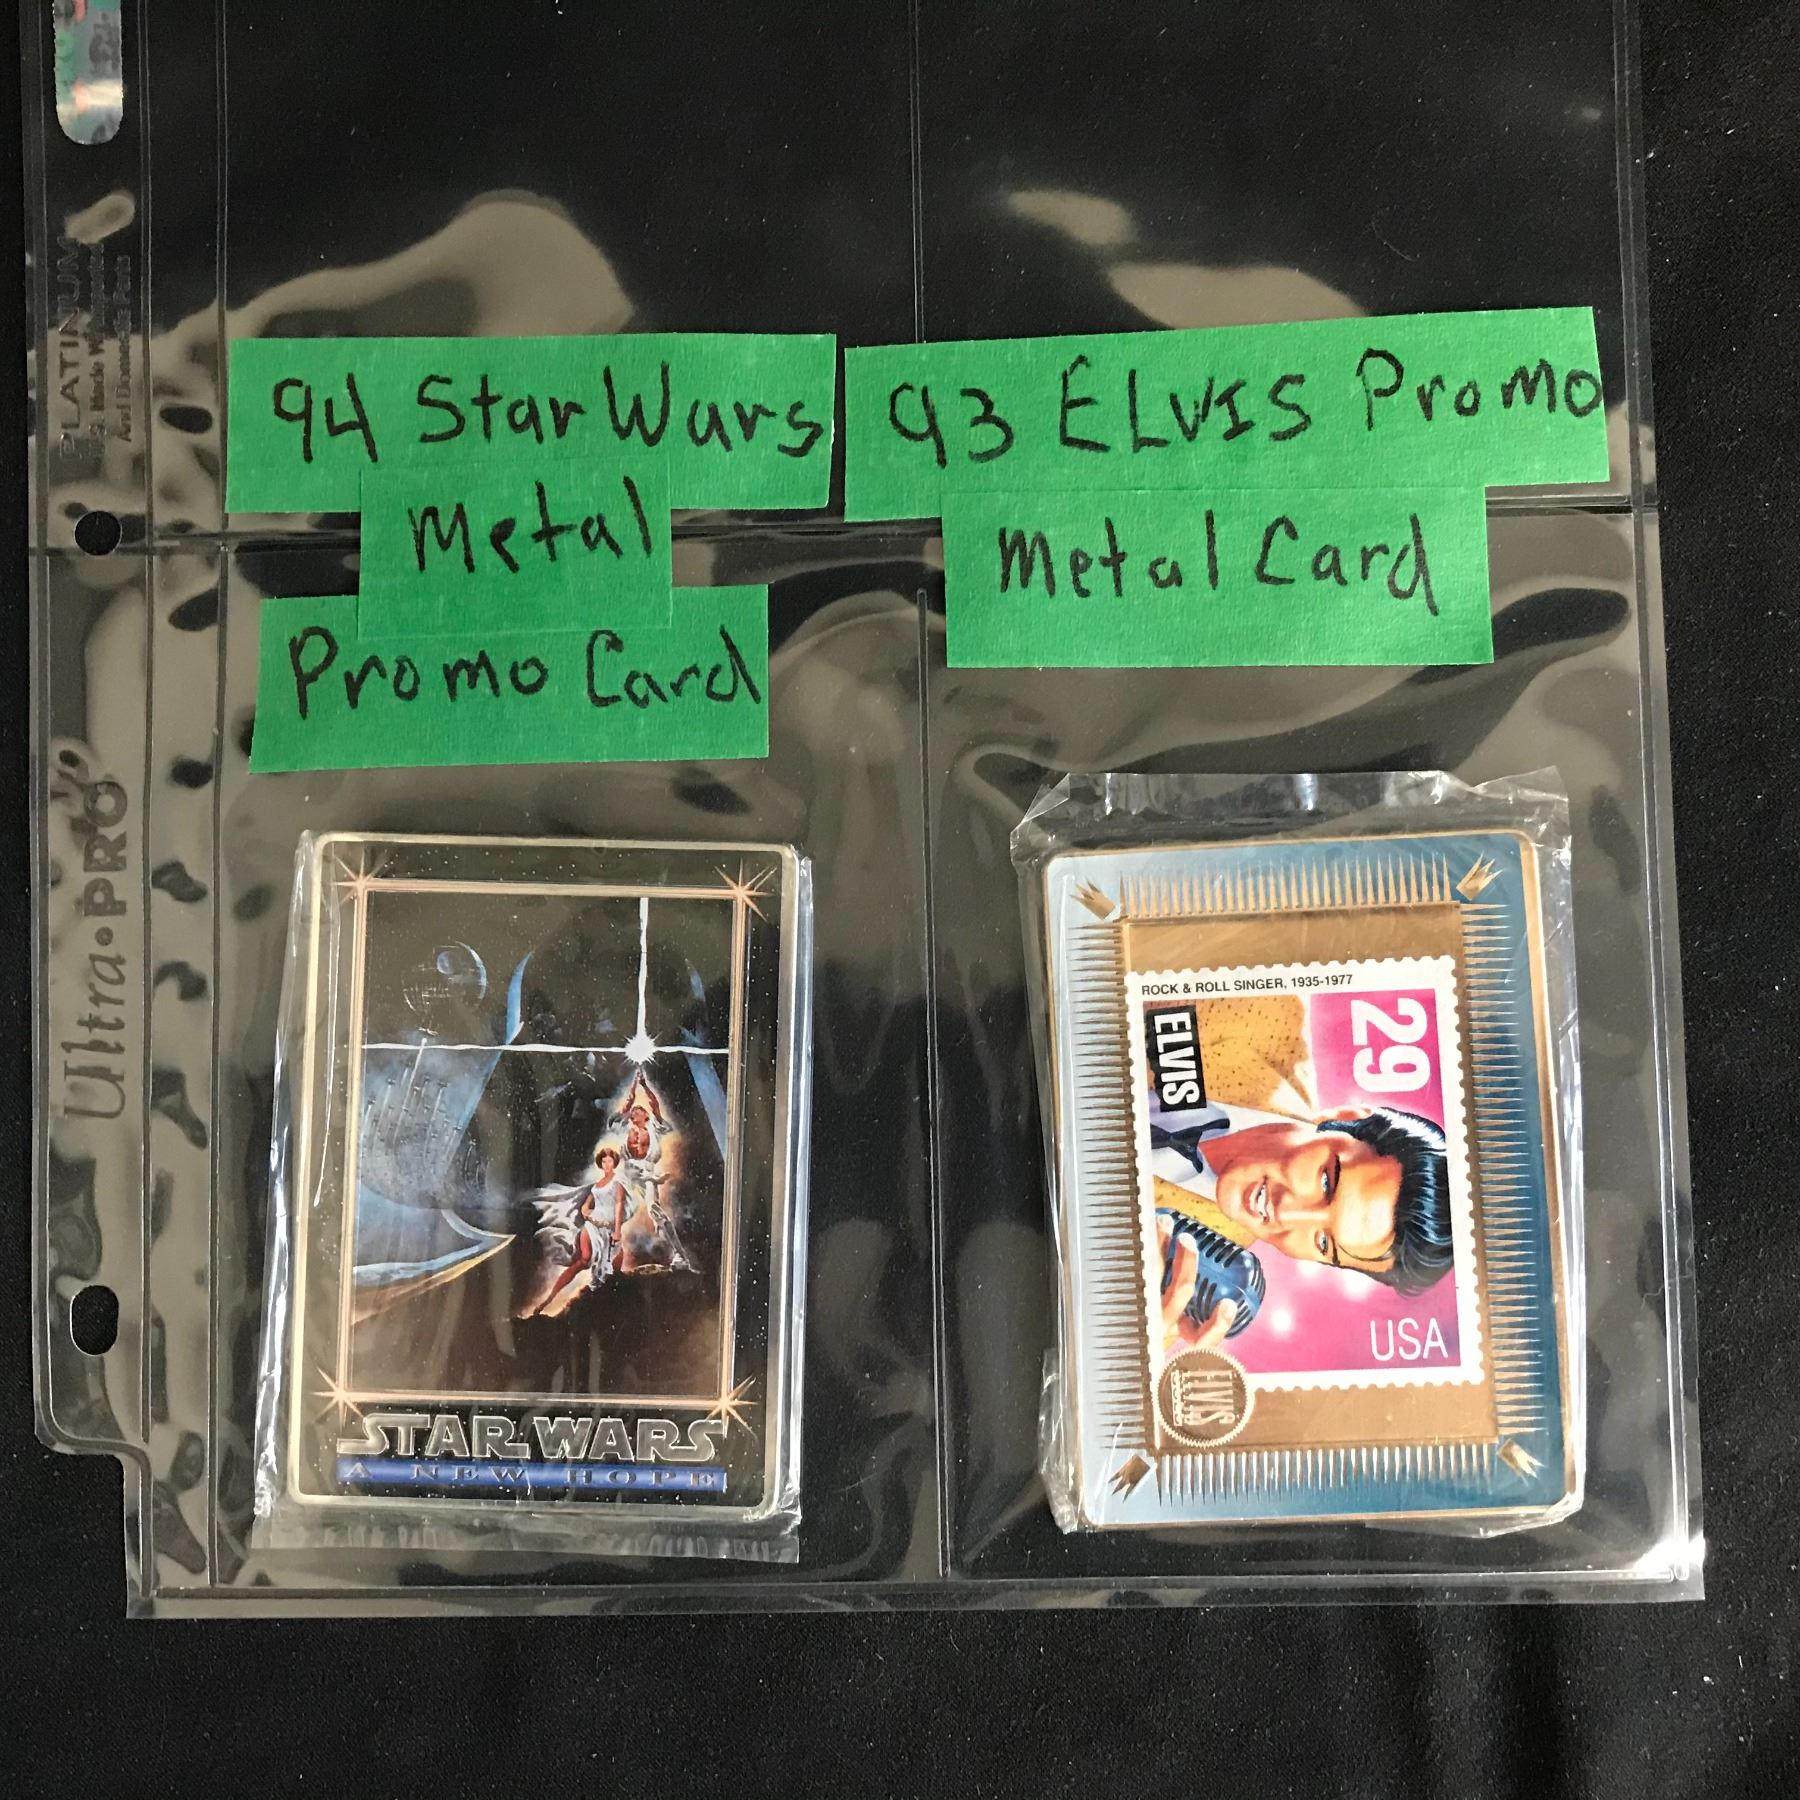 94 Star Wars
Metal
Promo Card
93 ELVIS Promo
Metal Card
PLATINUM
Ultra•PRO
STAR WARS
A NEW HOPE
ROCK & ROLL SINGER, 1935-1977
ELVIS
29
USA
ELVIS